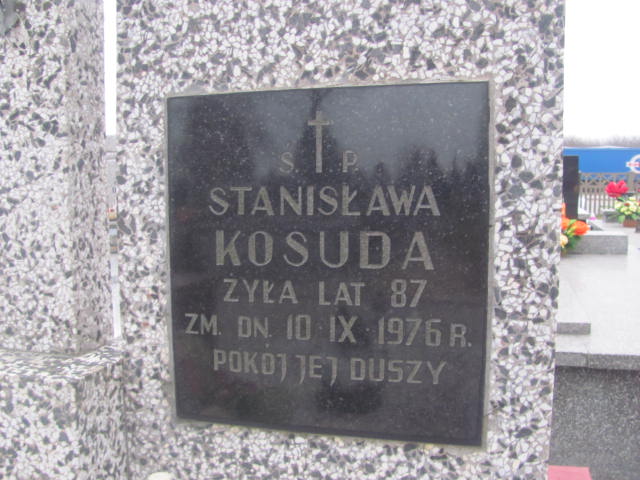 Ś. P.
STANISŁAWA
KOSUDA
ŻYŁA LAT 87
ZM. DN. 10 IX 1976 R.
POKÓJ JEJ DUSZY